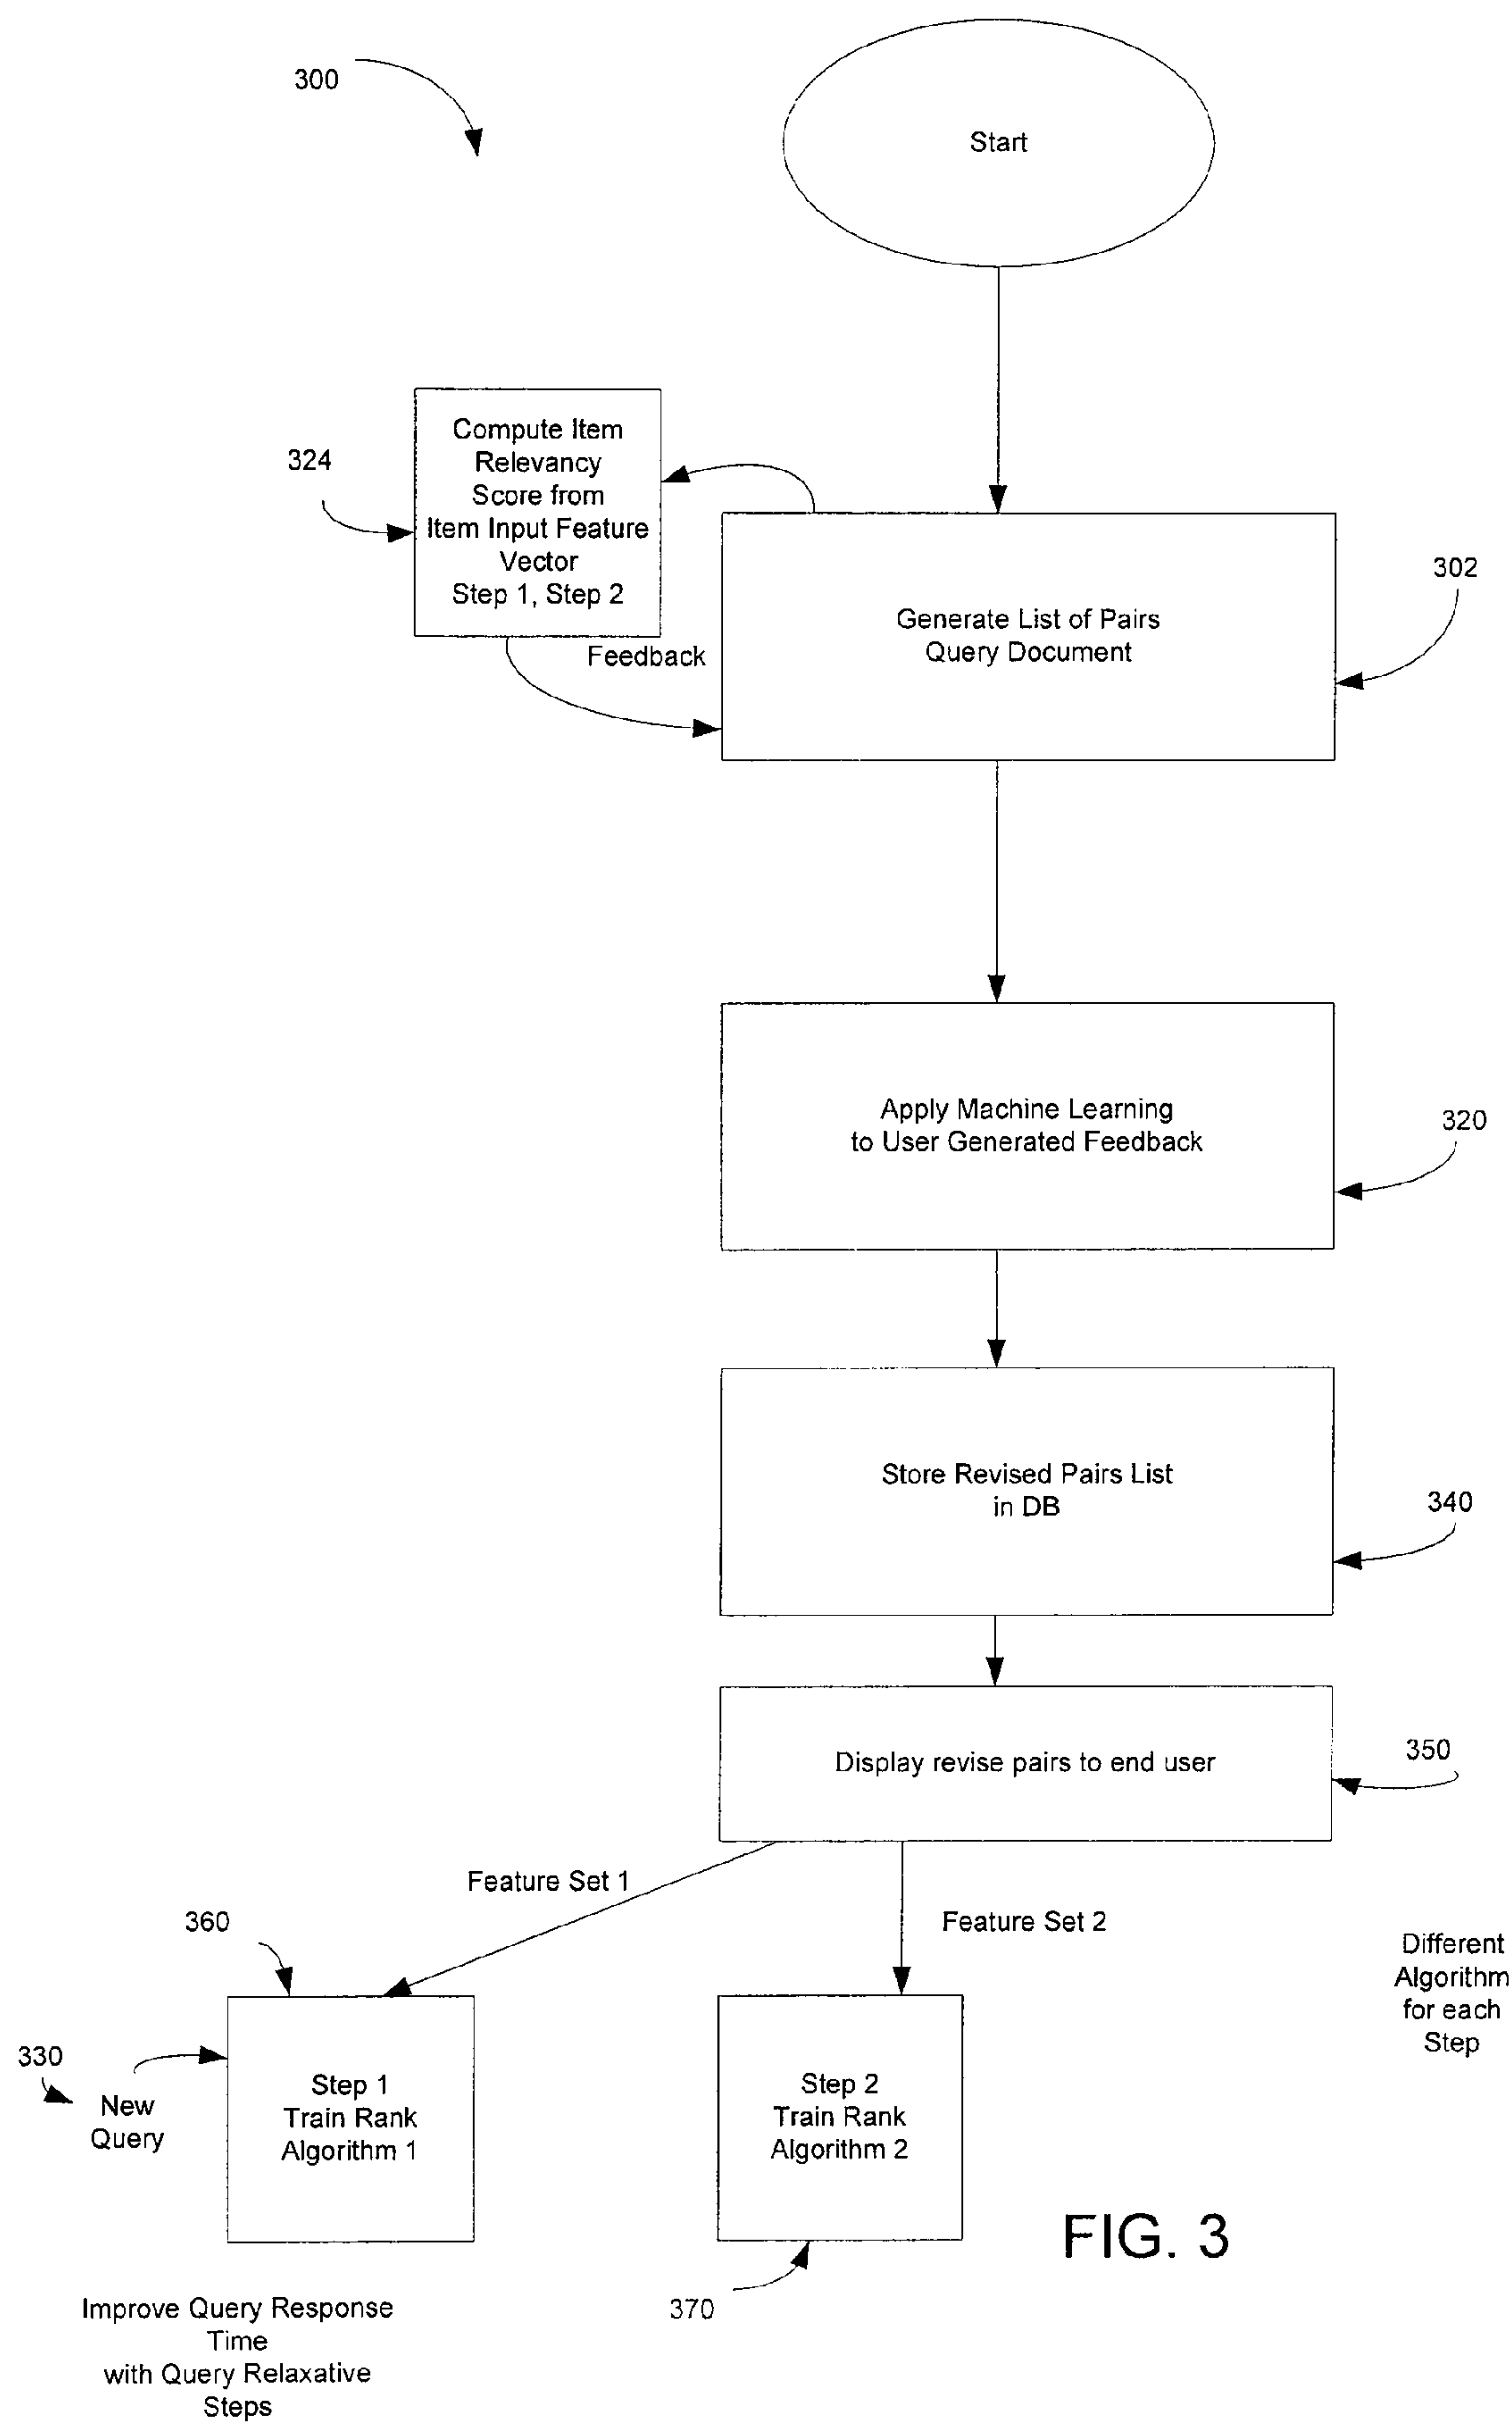 300
Start
Compute Item
Relevancy
Score from
Item Input Feature
Vector
Step 1, Step 2
324
Feedback
Generate List of Pairs
Query Document
302
Apply Machine Learning
to User Generated Feedback
320
Store Revised Pairs List
in DB
340
Display revise pairs to end user
350
Feature Set 1
Feature Set 2
360
Different
Algorithm
for each
Step
330
New
Query
Step 1
Train Rank
Algorithm 1
Step 2
Train Rank
Algorithm 2
FIG. 3
370
Improve Query Response
Time
with Query Relaxative
Steps